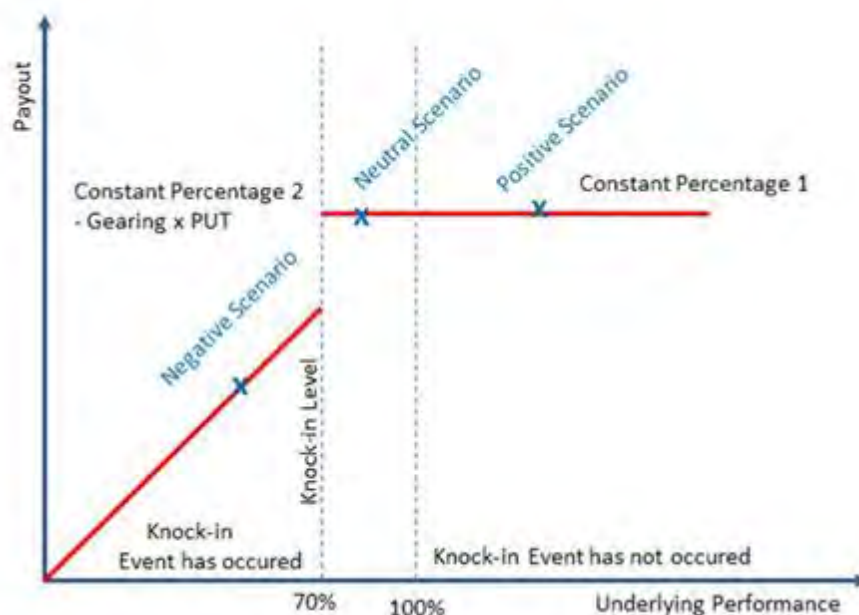 Payout
Neutral Scenario
Positive Scenario
Constant Percentage 2
- Gearing x PUT
Constant Percentage 1
Negative Scenario
Knock-in Level
Knock-in
Event has occured
Knock-in Event has not occured
70%
100%
Underlying Performance